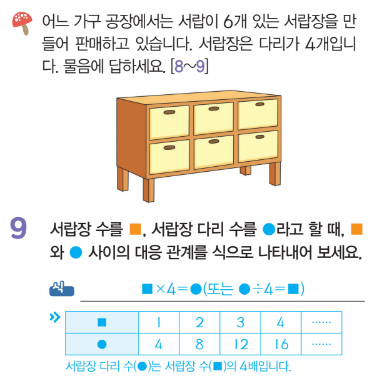 어느 가구 공장에서는 서랍이 6개 있는 서랍장을 만
들어 판매하고 있습니다. 서랍장은 다리가 4개입니
다. 물음에 답하세요. [8~9]
9 서랍장 수를 ■, 서랍장 다리 수를 ●라고 할 때, ■
와 ● 사이의 대응 관계를 식으로 나타내어 보세요.
식 ■×4=●(또는 ●÷4=■)
■ 1 2 3 4 ……
● 4 8 12 16 ……
서랍장 다리 수(●)는 서랍장 수(■)의 4배입니다.